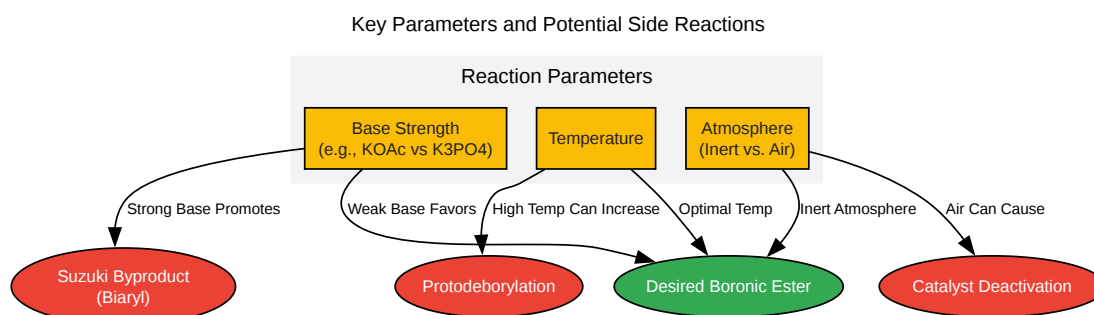 Key Parameters and Potential Side Reactions
Reaction Parameters
Base Strength
(e.g., KOAc vs K3PO4)
Temperature
Atmosphere
(Inert vs. Air)
Strong Base Promotes
Weak Base Favors
High Temp Can Increase
Optimal Temp
Inert Atmosphere
Air Can Cause
Suzuki Byproduct
(Biaryl)
Protodeborylation
Desired Boronic Ester
Catalyst Deactivation